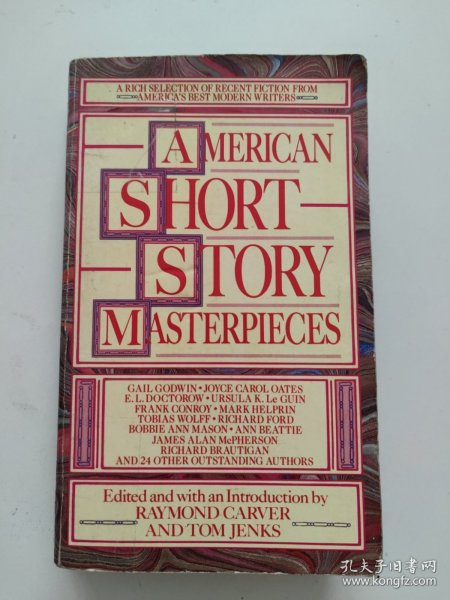 A RICH SELECTION OF RECENT FICTION FROM
AMERICA'S BEST MODERN WRITERS
AMERICAN
SHORT
STORY
MASTERPIECES
GAIL GODWIN • JOYCE CAROL OATES
E. L. DOCTOROW • URSULA K. Le GUIN
FRANK CONROY • MARK HELPRIN
TOBIAS WOLFF • RICHARD FORD
BOBBIE ANN MASON • ANN BEATTIE
JAMES ALAN McPHERSON
RICHARD BRAUTIGAN
AND 24 OTHER OUTSTANDING AUTHORS
Edited and with an Introduction by
RAYMOND CARVER
AND TOM JENKS
孔夫子旧书网
www.kongfz.com